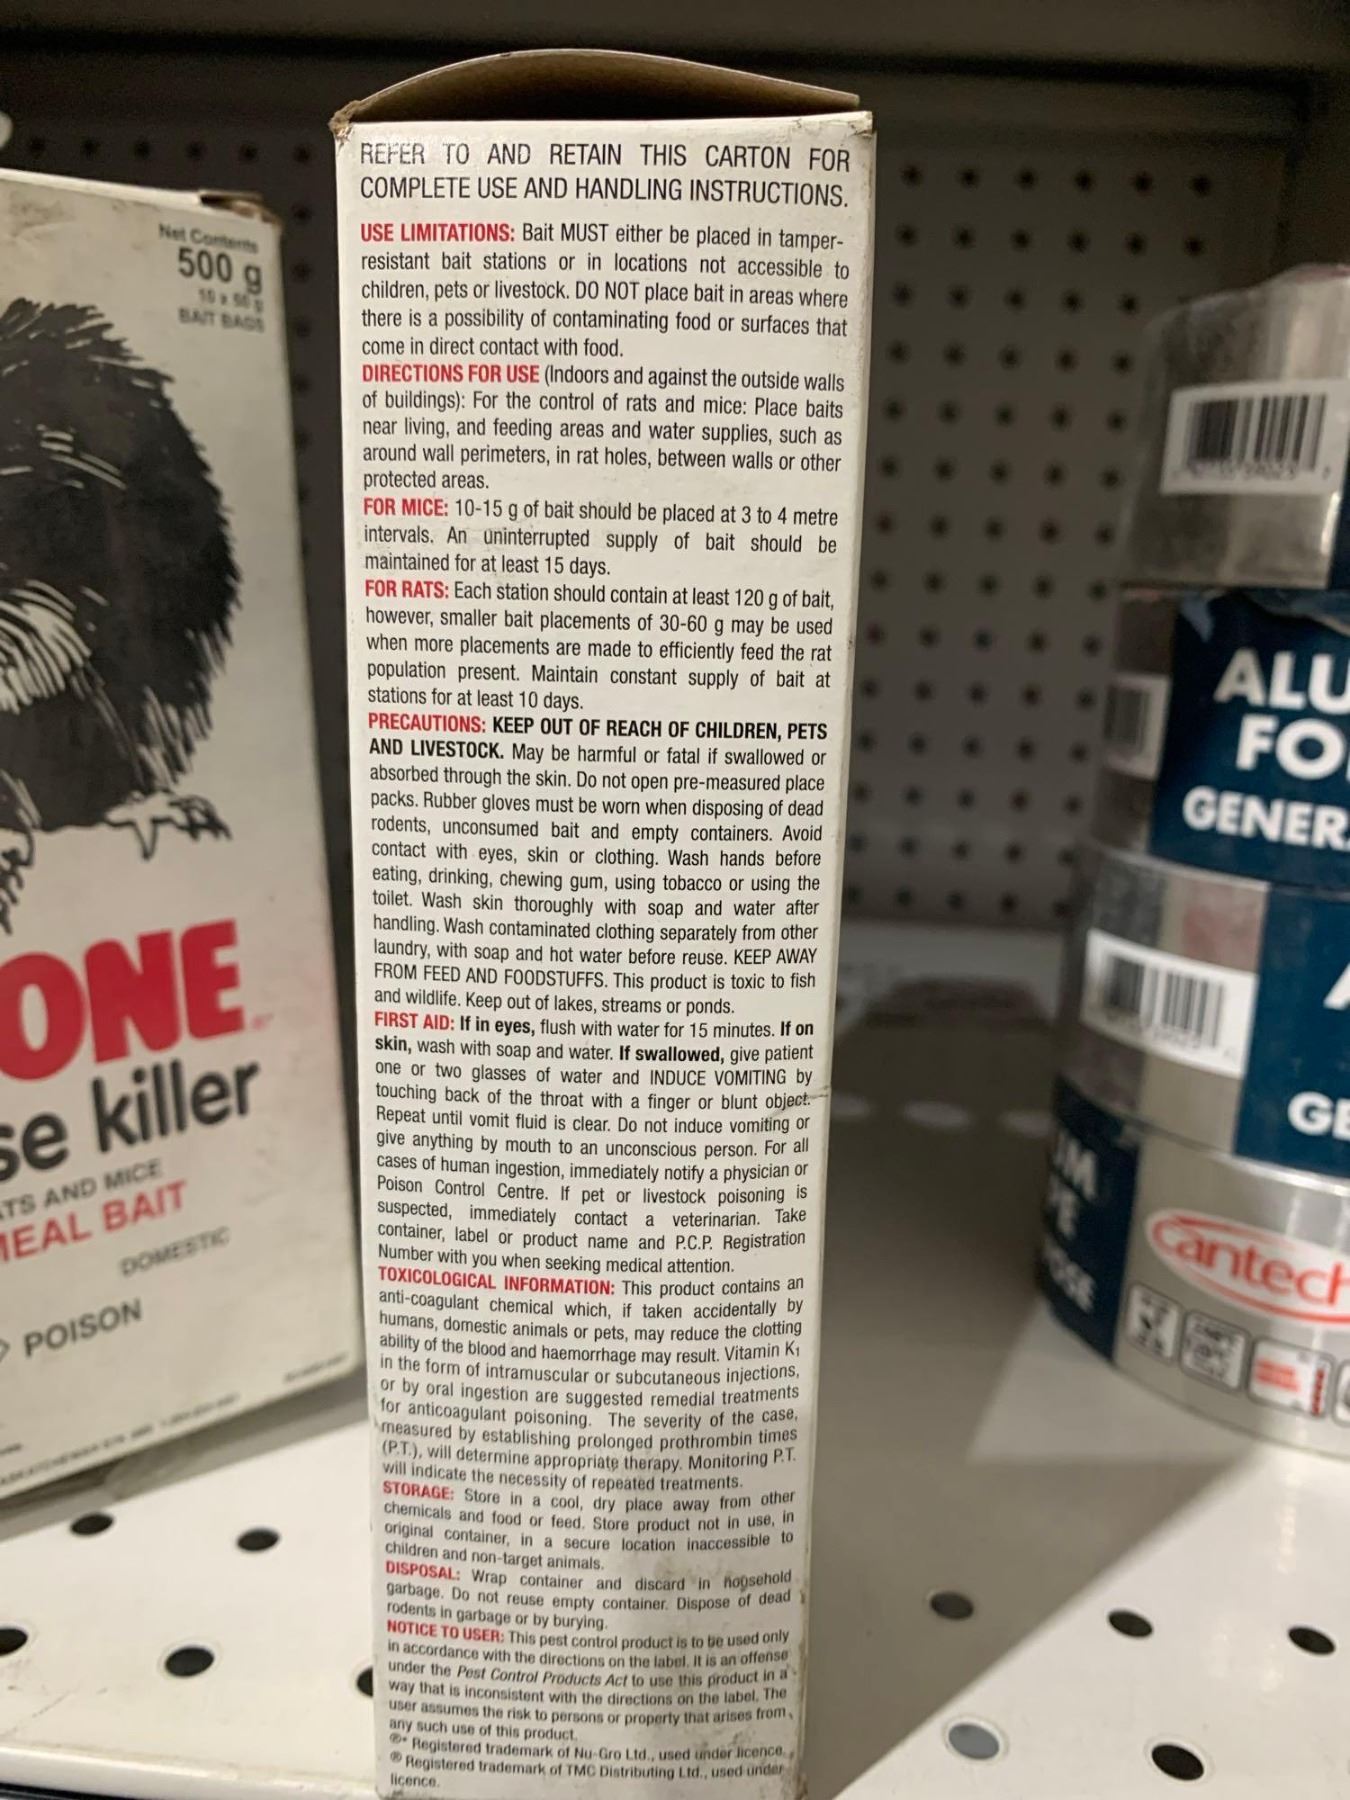 REFER TO AND RETAIN THIS CARTON FOR
COMPLETE USE AND HANDLING INSTRUCTIONS.
USE LIMITATIONS: Bait MUST either be placed in tamper-
resistant bait stations or in locations not accessible to
children, pets or livestock. DO NOT place bait in areas where
there is a possibility of contaminating food or surfaces that
come in direct contact with food.
DIRECTIONS FOR USE (Indoors and against the outside walls
of buildings): For the control of rats and mice: Place baits
near living, and feeding areas and water supplies, such as
around wall perimeters, in rat holes, between walls or other
protected areas.
FOR MICE: 10-15 g of bait should be placed at 3 to 4 metre
intervals. An uninterrupted supply of bait should be
maintained for at least 15 days.
FOR RATS: Each station should contain at least 120 g of bait,
however, smaller bait placements of 30-60 g may be used
when more placements are made to efficiently feed the rat
population present. Maintain constant supply of bait at
stations for at least 10 days.
PRECAUTIONS: KEEP OUT OF REACH OF CHILDREN, PETS
AND LIVESTOCK. May be harmful or fatal if swallowed or
absorbed through the skin. Do not open pre-measured place
packs. Rubber gloves must be worn when disposing of dead
rodents, unconsumed bait and empty containers. Avoid
contact with eyes, skin or clothing. Wash hands before
eating, drinking, chewing gum, using tobacco or using the
toilet. Wash skin thoroughly with soap and water after
handling. Wash contaminated clothing separately from other
laundry, with soap and hot water before reuse. KEEP AWAY
FROM FEED AND FOODSTUFFS. This product is toxic to fish
and wildlife. Keep out of lakes, streams or ponds.
FIRST AID: If in eyes, flush with water for 15 minutes. If on
skin, wash with soap and water. If swallowed, give patient
one or two glasses of water and INDUCE VOMITING by
touching back of the throat with a finger or blunt object.
Repeat until vomit fluid is clear. Do not induce vomiting or
give anything by mouth to an unconscious person. For all
cases of human ingestion, immediately notify a physician or
Poison Control Centre. If pet or livestock poisoning is
suspected, immediately contact a veterinarian. Take
container, label or product name and P.C.P. Registration
Number with you when seeking medical attention.
TOXICOLOGICAL INFORMATION: This product contains an
anti-coagulant chemical which, if taken accidentally by
humans, domestic animals or pets, may reduce the clotting
ability of the blood and haemorrhage may result. Vitamin K₁
in the form of intramuscular or subcutaneous injections,
or by oral ingestion are suggested remedial treatments
for anticoagulant poisoning. The severity of the case,
measured by establishing prolonged prothrombin times
(P.T.), will determine appropriate therapy. Monitoring P.T.
will indicate the necessity of repeated treatments.
STORAGE: Store in a cool, dry place away from other
chemicals and food or feed. Store product not in use, in
original container, in a secure location inaccessible to
children and non-target animals.
DISPOSAL: Wrap container and discard in household
garbage. Do not reuse empty container. Dispose of dead
rodents in garbage or by burying.
NOTICE TO USER: This pest control product is to be used only
in accordance with the directions on the label. It is an offense
under the Pest Control Products Act to use this product in a
way that is inconsistent with the directions on the label. The
user assumes the risk to persons or property that arises from
any such use of this product.
®* Registered trademark of Nu-Gro Ltd., used under licence.
® Registered trademark of TMC Distributing Ltd., used under
licence.
Net Contents
500 g
10 x 50 g
BAIT BAGS
ONE
se killer
ATS AND MICE
MEAL BAIT
DOMESTIC
POISON
ALU
FO
GENER
GE
UM
cantech